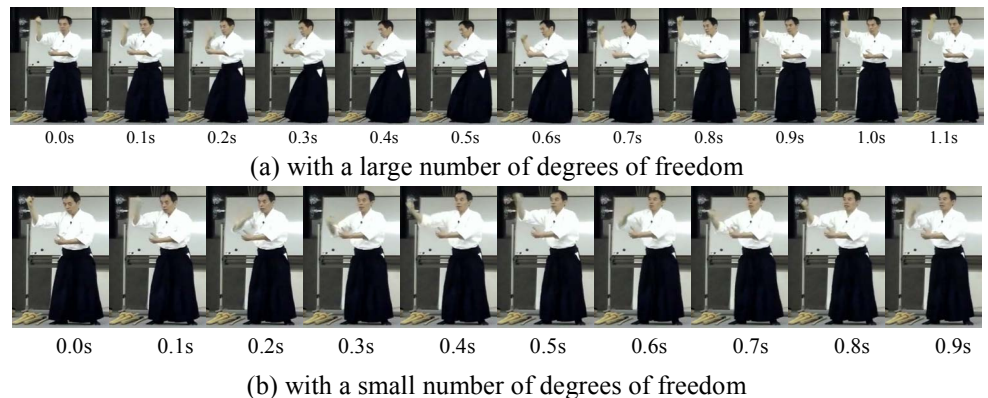 0.0s 0.1s 0.2s 0.3s 0.4s 0.5s 0.6s 0.7s 0.8s 0.9s 1.0s 1.1s
(a) with a large number of degrees of freedom
0.0s 0.1s 0.2s 0.3s 0.4s 0.5s 0.6s 0.7s 0.8s 0.9s
(b) with a small number of degrees of freedom